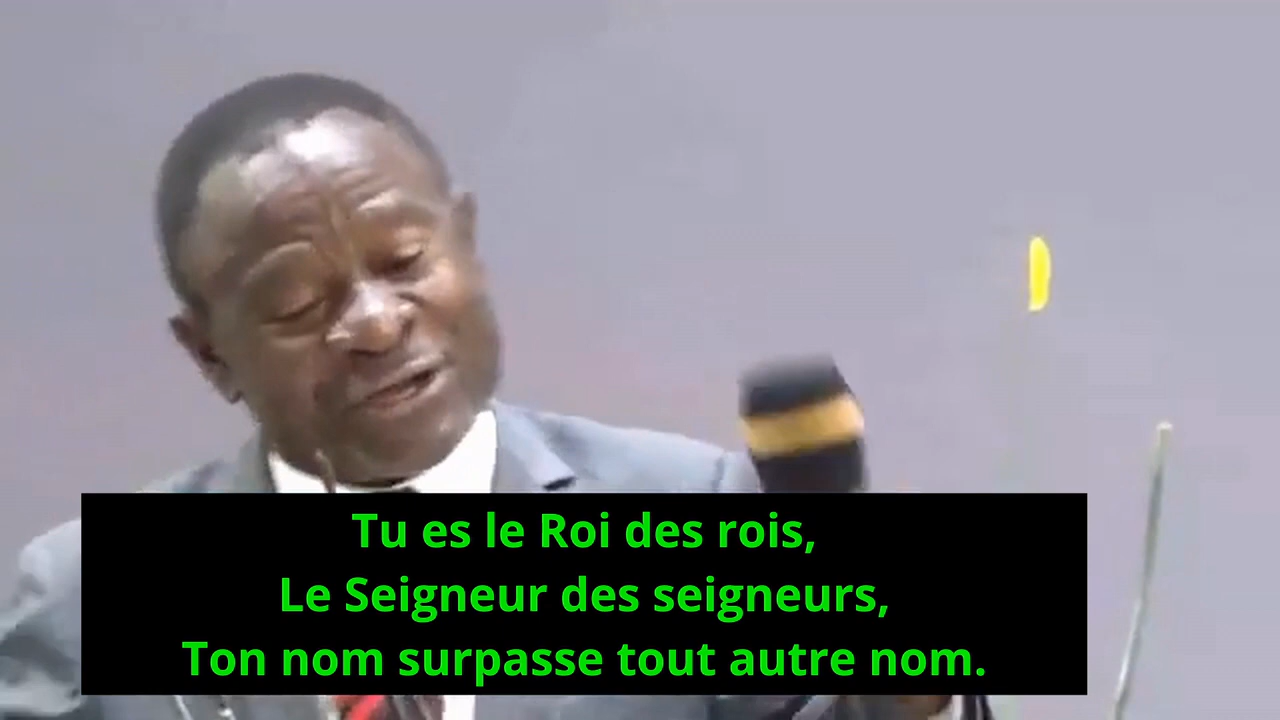 Tu es le Roi des rois,
Le Seigneur des seigneurs,
Ton nom surpasse tout autre nom.